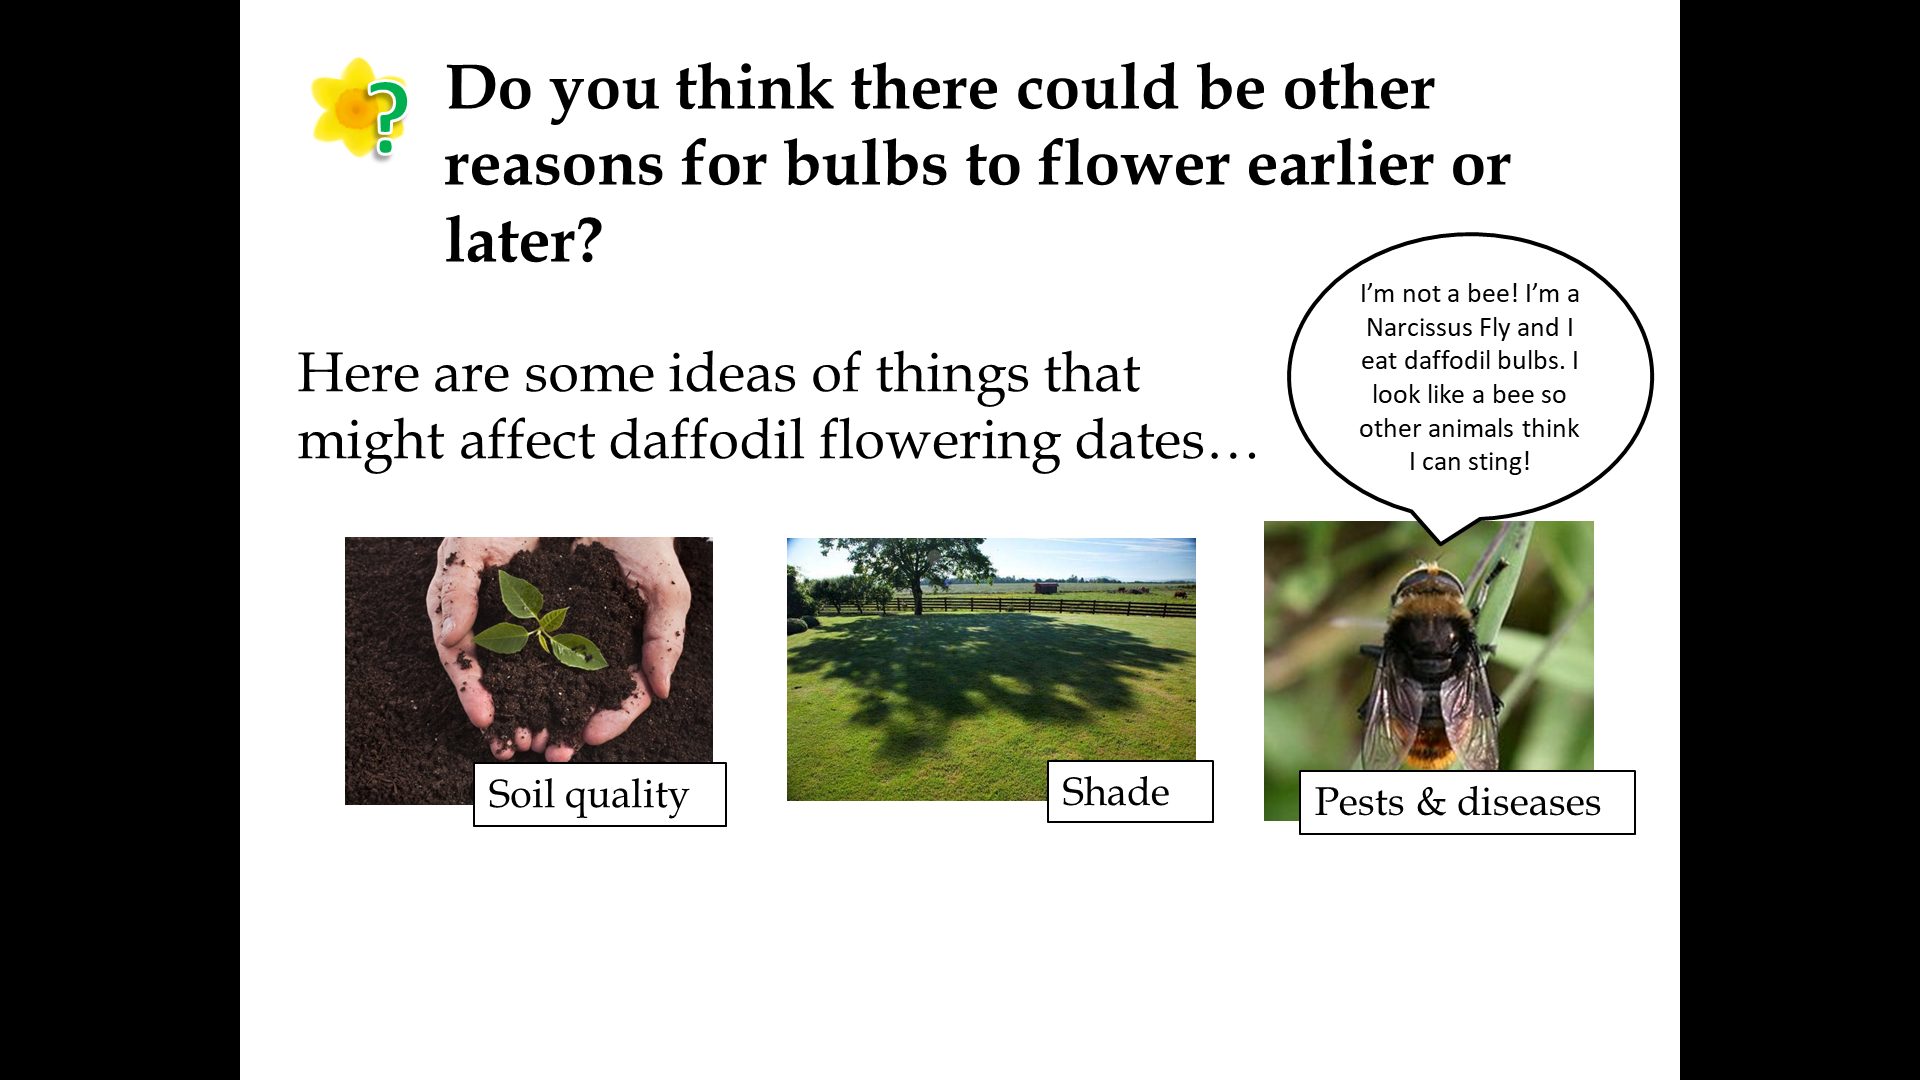 Do you think there could be other
reasons for bulbs to flower earlier or
later?
?
I'm not a bee! I'm a
Narcissus Fly and I
eat daffodil bulbs. I
look like a bee so
other animals think
I can sting!
Here are some ideas of things that
might affect daffodil flowering dates…
Soil quality
Shade
Pests & diseases